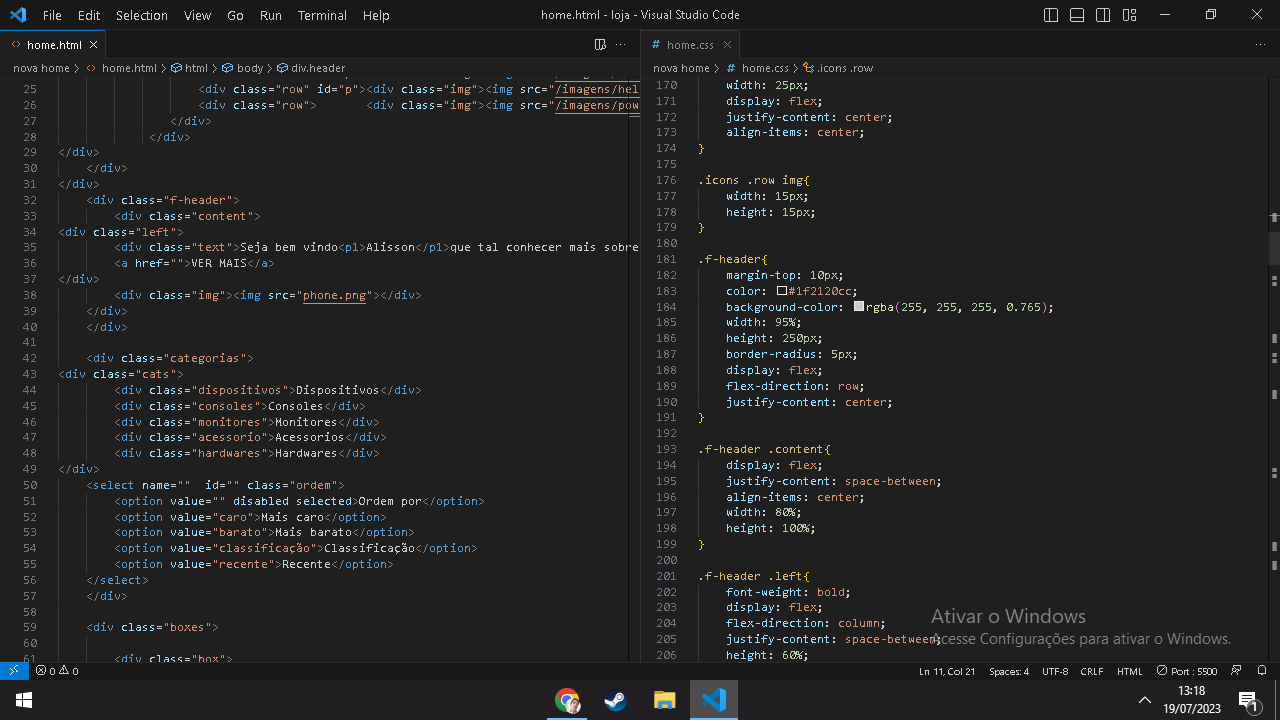 File Edit Selection View Go Run Terminal Help
home.html - loja - Visual Studio Code
home.html
nova home > home.html > html > body > div.header
25 <div class="row" id="p"><div class="img"><img src="/imagens/hel
26 <div class="row"> <div class="img"><img src="/imagens/pow
27 </div>
28 </div>
29 </div>
30 </div>
31 </div>
32 <div class="f-header">
33 <div class="content">
34 <div class="left">
35 <div class="text">Seja bem vindo<p1>Alisson</p1>que tal conhecer mais sobre
36 <a href="">VER MAIS</a>
37 </div>
38 <div class="img"><img src="phone.png"></div>
39 </div>
40 </div>
41
42 <div class="categorias">
43 <div class="cats">
44 <div class="dispositivos">Dispositivos</div>
45 <div class="consoles">Consoles</div>
46 <div class="monitores">Monitores</div>
47 <div class="acessorio">Acessorios</div>
48 <div class="hardwares">Hardwares</div>
49 </div>
50 <select name="" id="" class="ordem">
51 <option value="" disabled selected>Ordem por</option>
52 <option value="caro">Mais caro</option>
53 <option value="barato">Mais barato</option>
54 <option value="classificação">Classificação</option>
55 <option value="recente">Recente</option>
56 </select>
57 </div>
58
59 <div class="boxes">
60
61 <div class="box">
home.css
nova home > home.css > .icons .row
170 width: 25px;
171 display: flex;
172 justify-content: center;
173 align-items: center;
174 }
175
176 .icons .row img{
177 width: 15px;
178 height: 15px;
179 }
180
181 .f-header{
182 margin-top: 10px;
183 color: #1f2120cc;
184 background-color: rgba(255, 255, 255, 0.765);
185 width: 95%;
186 height: 250px;
187 border-radius: 5px;
188 display: flex;
189 flex-direction: row;
190 justify-content: center;
191 }
192
193 .f-header .content{
194 display: flex;
195 justify-content: space-between;
196 align-items: center;
197 width: 80%;
198 height: 100%;
199 }
200
201 .f-header .left{
202 font-weight: bold;
203 display: flex;
204 flex-direction: column;
205 justify-content: space-between;
206 height: 60%;
Ativar o Windows
Acesse Configurações para ativar o Windows.
0 0
Ln 11, Col 21 Spaces: 4 UTF-8 CRLF HTML Port : 5500
13:18
19/07/2023
1